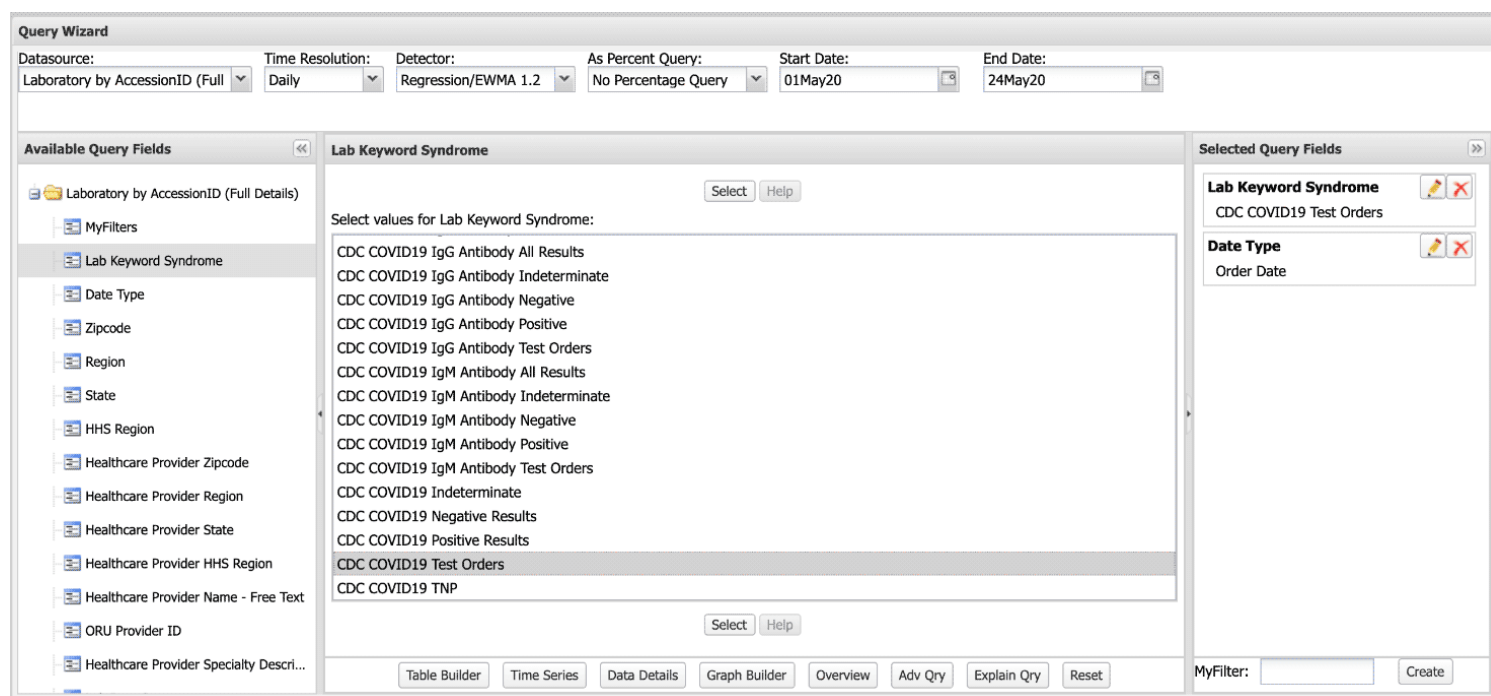 Query Wizard
Datasource: Time Resolution: Detector: As Percent Query: Start Date: End Date:
Laboratory by AccessionID (Full Daily Regression/EWMA 1.2 No Percentage Query 01May20 24May20
Available Query Fields
Laboratory by AccessionID (Full Details)
MyFilters
Lab Keyword Syndrome
Date Type
Zipcode
Region
State
HHS Region
Healthcare Provider Zipcode
Healthcare Provider Region
Healthcare Provider State
Healthcare Provider HHS Region
Healthcare Provider Name - Free Text
ORU Provider ID
Healthcare Provider Specialty Descri...
Lab Keyword Syndrome
Select Help
Select values for Lab Keyword Syndrome:
CDC COVID19 IgG Antibody All Results
CDC COVID19 IgG Antibody Indeterminate
CDC COVID19 IgG Antibody Negative
CDC COVID19 IgG Antibody Positive
CDC COVID19 IgG Antibody Test Orders
CDC COVID19 IgM Antibody All Results
CDC COVID19 IgM Antibody Indeterminate
CDC COVID19 IgM Antibody Negative
CDC COVID19 IgM Antibody Positive
CDC COVID19 IgM Antibody Test Orders
CDC COVID19 Indeterminate
CDC COVID19 Negative Results
CDC COVID19 Positive Results
CDC COVID19 Test Orders
CDC COVID19 TNP
Select Help
Table Builder Time Series Data Details Graph Builder Overview Adv Qry Explain Qry Reset
Selected Query Fields
Lab Keyword Syndrome
CDC COVID19 Test Orders
Date Type
Order Date
MyFilter: Create